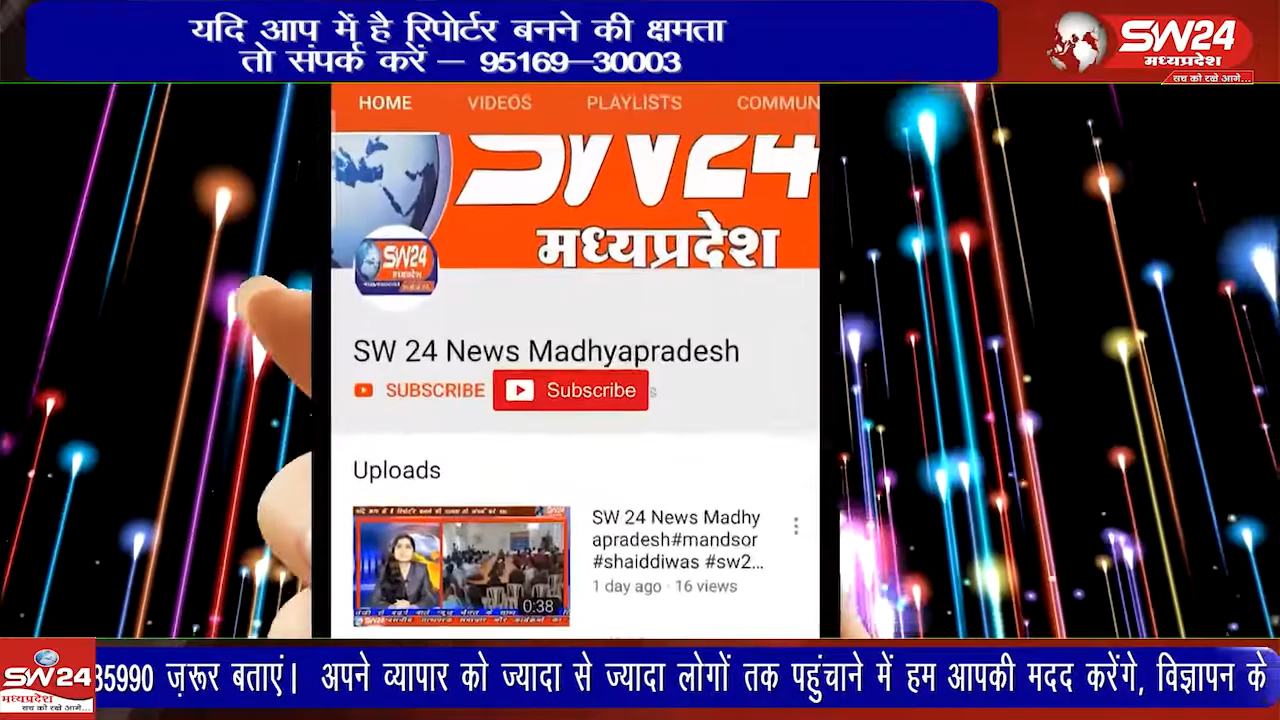 यदि आप में है रिपोर्टर बनने की क्षमता
तो संपर्क करें – 95169–30003
SW24
मध्यप्रदेश
सच को रखे आगे...
HOME VIDEOS PLAYLISTS COMMUN
SW24
मध्यप्रदेश
SW24
SW 24 News Madhyapradesh
SUBSCRIBE
Subscribe
Uploads
SW 24 News Madhy
apradesh#mandsor
#shaiddiwas #sw2...
1 day ago · 16 views
0:38
SW24
मध्यप्रदेश
सच को रखे आगे...
35990 ज़रूर बताएं। अपने व्यापार को ज्यादा से ज्यादा लोगों तक पहुंचाने में हम आपकी मदद करेंगे, विज्ञापन के